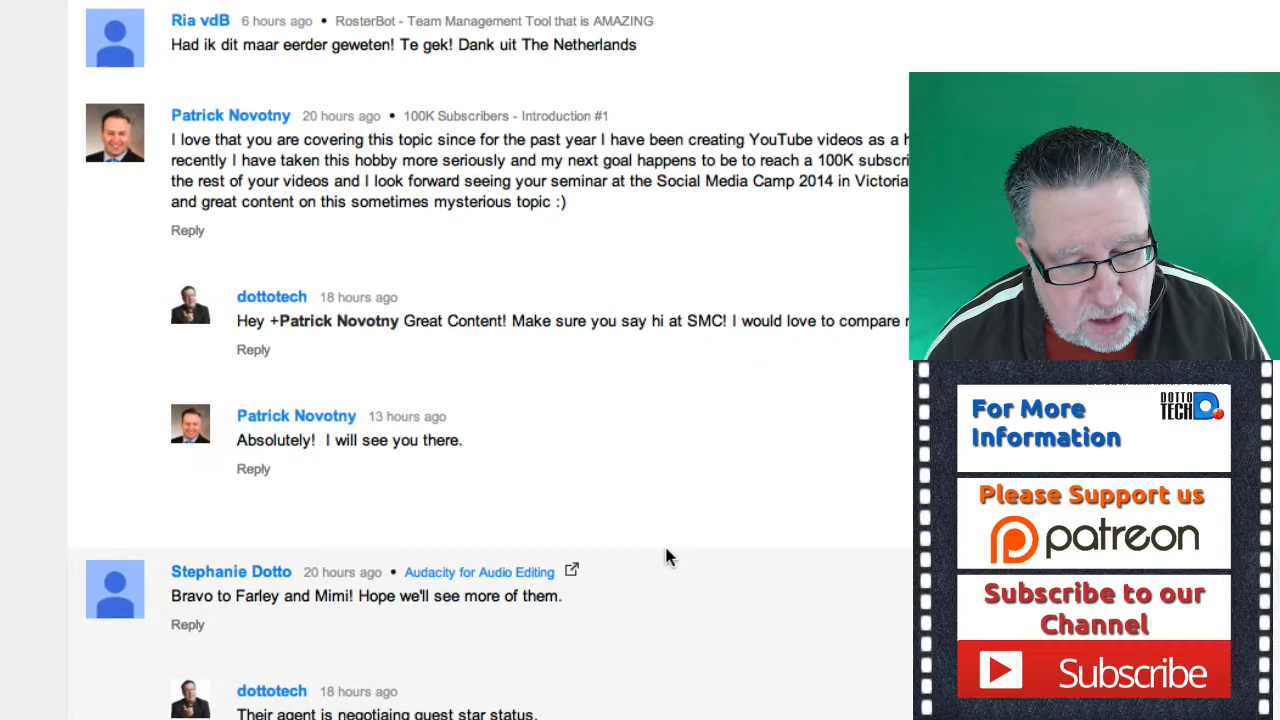 Ria vdB 6 hours ago • RosterBot - Team Management Tool that is AMAZING
Had ik dit maar eerder geweten! Te gek! Dank uit The Netherlands
Patrick Novotny 20 hours ago • 100K Subscribers - Introduction #1
I love that you are covering this topic since for the past year I have been creating YouTube videos as a
recently I have taken this hobby more seriously and my next goal happens to be to reach a 100K
the rest of your videos and I look forward seeing your seminar at the Social Media Camp 2014 in Victoria
and great content on this sometimes mysterious topic :)
Reply
dottotech 18 hours ago
Hey +Patrick Novotny Great Content! Make sure you say hi at SMC! I would love to compare
Reply
Patrick Novotny 13 hours ago
Absolutely! I will see you there.
Reply
Stephanie Dotto 20 hours ago • Audacity for Audio Editing
Bravo to Farley and Mimi! Hope we'll see more of them.
Reply
dottotech 18 hours ago
Their agent is negotiaing guest star status.
For More
Information
DOTTO
TECH
Please Support us
patreon
Subscribe to our
Channel
Subscribe